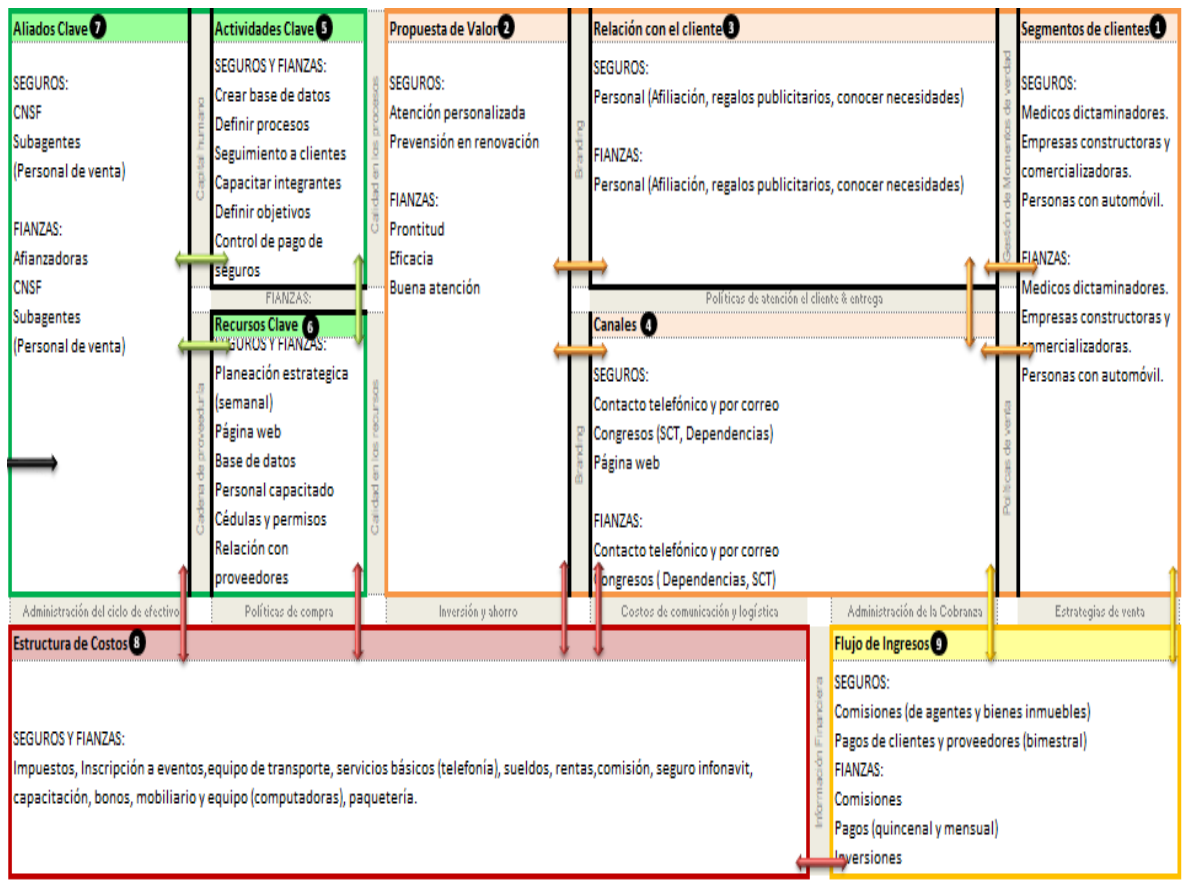 Aliados Clave 7
SEGUROS:
CNSF
Subagentes
(Personal de venta)
FIANZAS:
Afianzadoras
CNSF
Subagentes
(Personal de venta)
Capital humano
Cadena de proveeduría
Actividades Clave 5
SEGUROS Y FIANZAS:
Crear base de datos
Definir procesos
Seguimiento a clientes
Capacitar integrantes
Definir objetivos
Control de pago de
seguros
FIANZAS:
Recursos Clave 6
SEGUROS Y FIANZAS:
Planeación estrategica
(semanal)
Página web
Base de datos
Personal capacitado
Cédulas y permisos
Relación con
proveedores
Calidad en los procesos
Calidad en los recursos
Propuesta de Valor 2
SEGUROS:
Atención personalizada
Prevención en renovación
FIANZAS:
Prontitud
Eficacia
Buena atención
Branding
Branding
Relación con el cliente 3
SEGUROS:
Personal (Afiliación, regalos publicitarios, conocer necesidades)
FIANZAS:
Personal (Afiliación, regalos publicitarios, conocer necesidades)
Políticas de atención el cliente & entrega
Canales 4
SEGUROS:
Contacto telefónico y por correo
Congresos (SCT, Dependencias)
Página web
FIANZAS:
Contacto telefónico y por correo
Congresos ( Dependencias, SCT)
Gestión de Momentos de verdad
Políticas de venta
Segmentos de clientes 1
SEGUROS:
Medicos dictaminadores.
Empresas constructoras y
comercializadoras.
Personas con automóvil.
FIANZAS:
Medicos dictaminadores.
Empresas constructoras y
comercializadoras.
Personas con automóvil.
Administración del ciclo de efectivo
Políticas de compra
Inversión y ahorro
Costos de comunicación y logística
Administración de la Cobranza
Estrategias de venta
Estructura de Costos 8
SEGUROS Y FIANZAS:
Impuestos, Inscripción a eventos,equipo de transporte, servicios básicos (telefonía), sueldos, rentas,comisión, seguro infonavit,
capacitación, bonos, mobiliario y equipo (computadoras), paquetería.
Información Financiera
Flujo de Ingresos 9
SEGUROS:
Comisiones (de agentes y bienes inmuebles)
Pagos de clientes y proveedores (bimestral)
FIANZAS:
Comisiones
Pagos (quincenal y mensual)
Inversiones